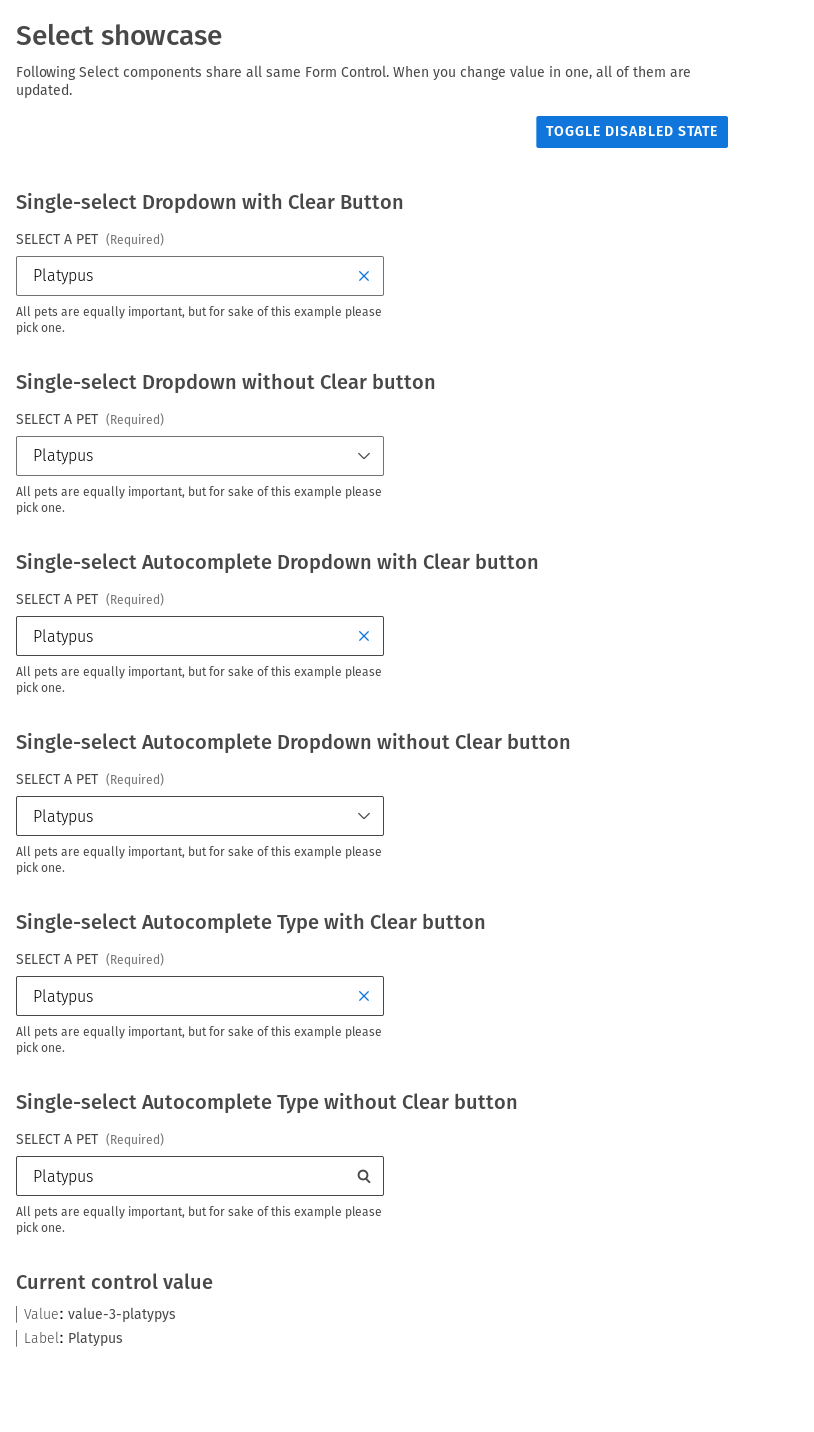 Select showcase
Following Select components share all same Form Control. When you change value in one, all of them are
updated.
TOGGLE DISABLED STATE
Single-select Dropdown with Clear Button
SELECT A PET (Required)
Platypus
All pets are equally important, but for sake of this example please
pick one.
Single-select Dropdown without Clear button
SELECT A PET (Required)
Platypus
All pets are equally important, but for sake of this example please
pick one.
Single-select Autocomplete Dropdown with Clear button
SELECT A PET (Required)
Platypus
All pets are equally important, but for sake of this example please
pick one.
Single-select Autocomplete Dropdown without Clear button
SELECT A PET (Required)
Platypus
All pets are equally important, but for sake of this example please
pick one.
Single-select Autocomplete Type with Clear button
SELECT A PET (Required)
Platypus
All pets are equally important, but for sake of this example please
pick one.
Single-select Autocomplete Type without Clear button
SELECT A PET (Required)
Platypus
All pets are equally important, but for sake of this example please
pick one.
Current control value
Value: value-3-platypys
Label: Platypus